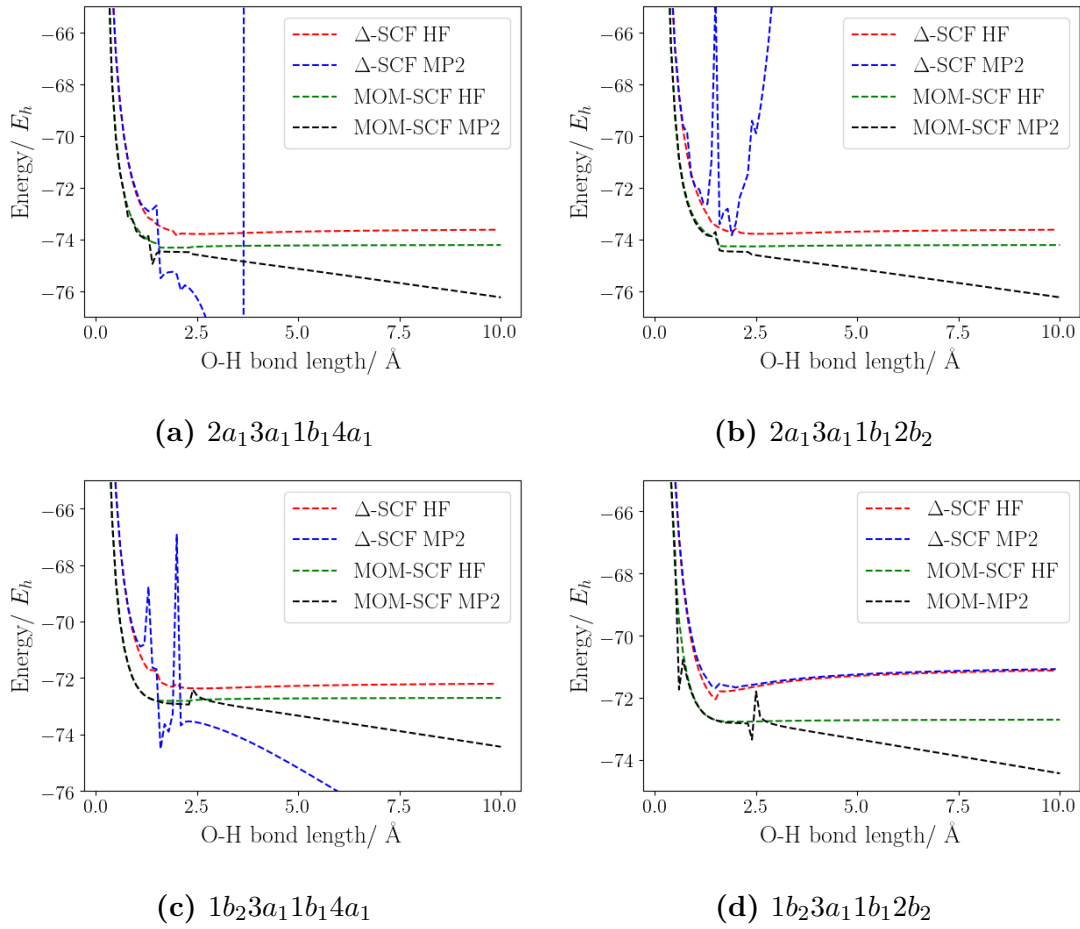 Energy/ E_h
−66
−68
−70
−72
−74
−76
Δ-SCF HF
Δ-SCF MP2
MOM-SCF HF
MOM-SCF MP2
0.0 2.5 5.0 7.5 10.0
O-H bond length/ Å
(a) 2a₁3a₁1b₁4a₁
Energy/ E_h
−66
−68
−70
−72
−74
−76
Δ-SCF HF
Δ-SCF MP2
MOM-SCF HF
MOM-SCF MP2
0.0 2.5 5.0 7.5 10.0
O-H bond length/ Å
(b) 2a₁3a₁1b₁2b₂
Energy/ E_h
−66
−68
−70
−72
−74
−76
Δ-SCF HF
Δ-SCF MP2
MOM-SCF HF
MOM-SCF MP2
0.0 2.5 5.0 7.5 10.0
O-H bond length/ Å
(c) 1b₂3a₁1b₁4a₁
Energy/ E_h
−66
−68
−70
−72
−74
Δ-SCF HF
Δ-SCF MP2
MOM-SCF HF
MOM-MP2
0.0 2.5 5.0 7.5 10.0
O-H bond length/ Å
(d) 1b₂3a₁1b₁2b₂